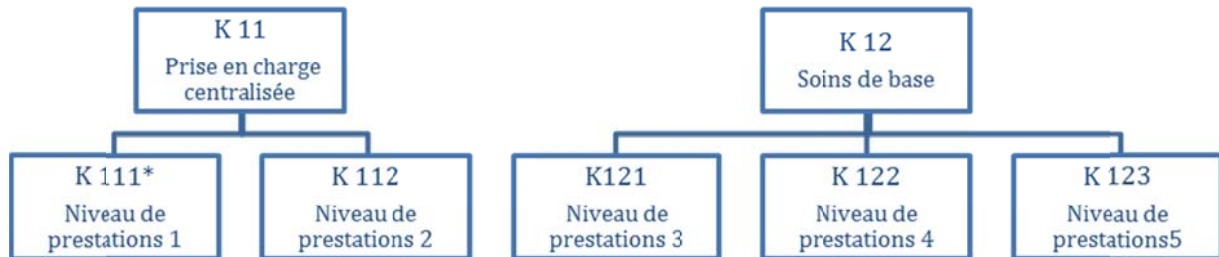 K 11
Prise en charge
centralisée
K 12
Soins de base
K 111*
Niveau de
prestations 1
K 112
Niveau de
prestations 2
K121
Niveau de
prestations 3
K 122
Niveau de
prestations 4
K 123
Niveau de
prestations5